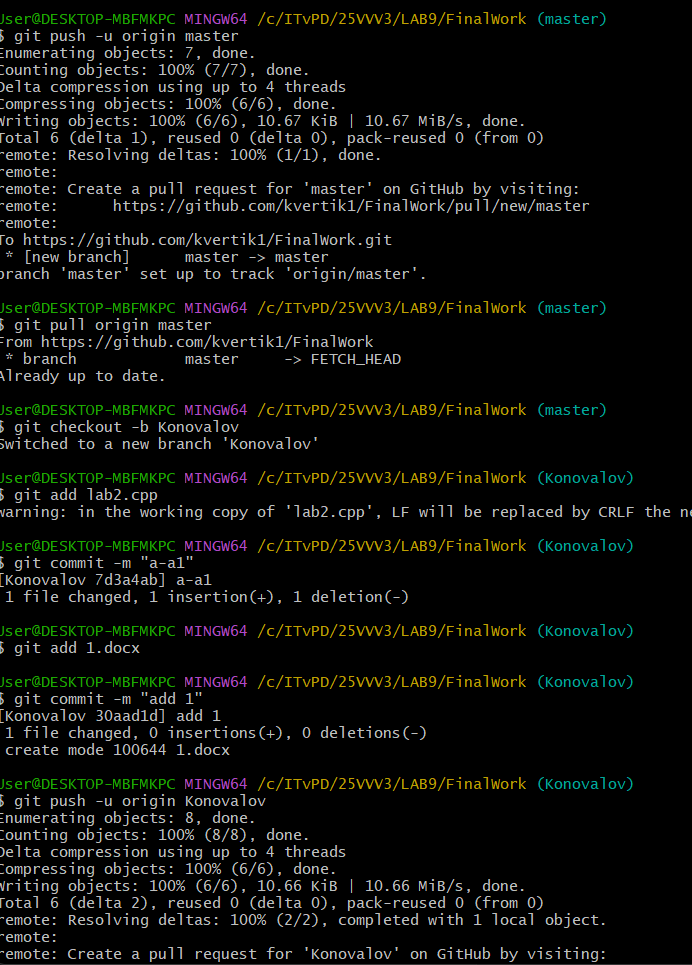 User@DESKTOP-MBFMKPC MINGW64 /c/ITvPD/25VVV3/LAB9/FinalWork (master)
$ git push -u origin master
Enumerating objects: 7, done.
Counting objects: 100% (7/7), done.
Delta compression using up to 4 threads
Compressing objects: 100% (6/6), done.
Writing objects: 100% (6/6), 10.67 KiB | 10.67 MiB/s, done.
Total 6 (delta 1), reused 0 (delta 0), pack-reused 0 (from 0)
remote: Resolving deltas: 100% (1/1), done.
remote:
remote: Create a pull request for 'master' on GitHub by visiting:
remote:      https://github.com/kvertik1/FinalWork/pull/new/master
remote:
To https://github.com/kvertik1/FinalWork.git
 * [new branch]      master -> master
branch 'master' set up to track 'origin/master'.
User@DESKTOP-MBFMKPC MINGW64 /c/ITvPD/25VVV3/LAB9/FinalWork (master)
$ git pull origin master
From https://github.com/kvertik1/FinalWork
 * branch            master     -> FETCH_HEAD
Already up to date.
User@DESKTOP-MBFMKPC MINGW64 /c/ITvPD/25VVV3/LAB9/FinalWork (master)
$ git checkout -b Konovalov
Switched to a new branch 'Konovalov'
User@DESKTOP-MBFMKPC MINGW64 /c/ITvPD/25VVV3/LAB9/FinalWork (Konovalov)
$ git add lab2.cpp
warning: in the working copy of 'lab2.cpp', LF will be replaced by CRLF the
User@DESKTOP-MBFMKPC MINGW64 /c/ITvPD/25VVV3/LAB9/FinalWork (Konovalov)
$ git commit -m "a-a1"
[Konovalov 7d3a4ab] a-a1
 1 file changed, 1 insertion(+), 1 deletion(-)
User@DESKTOP-MBFMKPC MINGW64 /c/ITvPD/25VVV3/LAB9/FinalWork (Konovalov)
$ git add 1.docx
User@DESKTOP-MBFMKPC MINGW64 /c/ITvPD/25VVV3/LAB9/FinalWork (Konovalov)
$ git commit -m "add 1"
[Konovalov 30aad1d] add 1
 1 file changed, 0 insertions(+), 0 deletions(-)
 create mode 100644 1.docx
User@DESKTOP-MBFMKPC MINGW64 /c/ITvPD/25VVV3/LAB9/FinalWork (Konovalov)
$ git push -u origin Konovalov
Enumerating objects: 8, done.
Counting objects: 100% (8/8), done.
Delta compression using up to 4 threads
Compressing objects: 100% (6/6), done.
Writing objects: 100% (6/6), 10.66 KiB | 10.66 MiB/s, done.
Total 6 (delta 2), reused 0 (delta 0), pack-reused 0 (from 0)
remote: Resolving deltas: 100% (2/2), completed with 1 local object.
remote:
remote: Create a pull request for 'Konovalov' on GitHub by visiting: